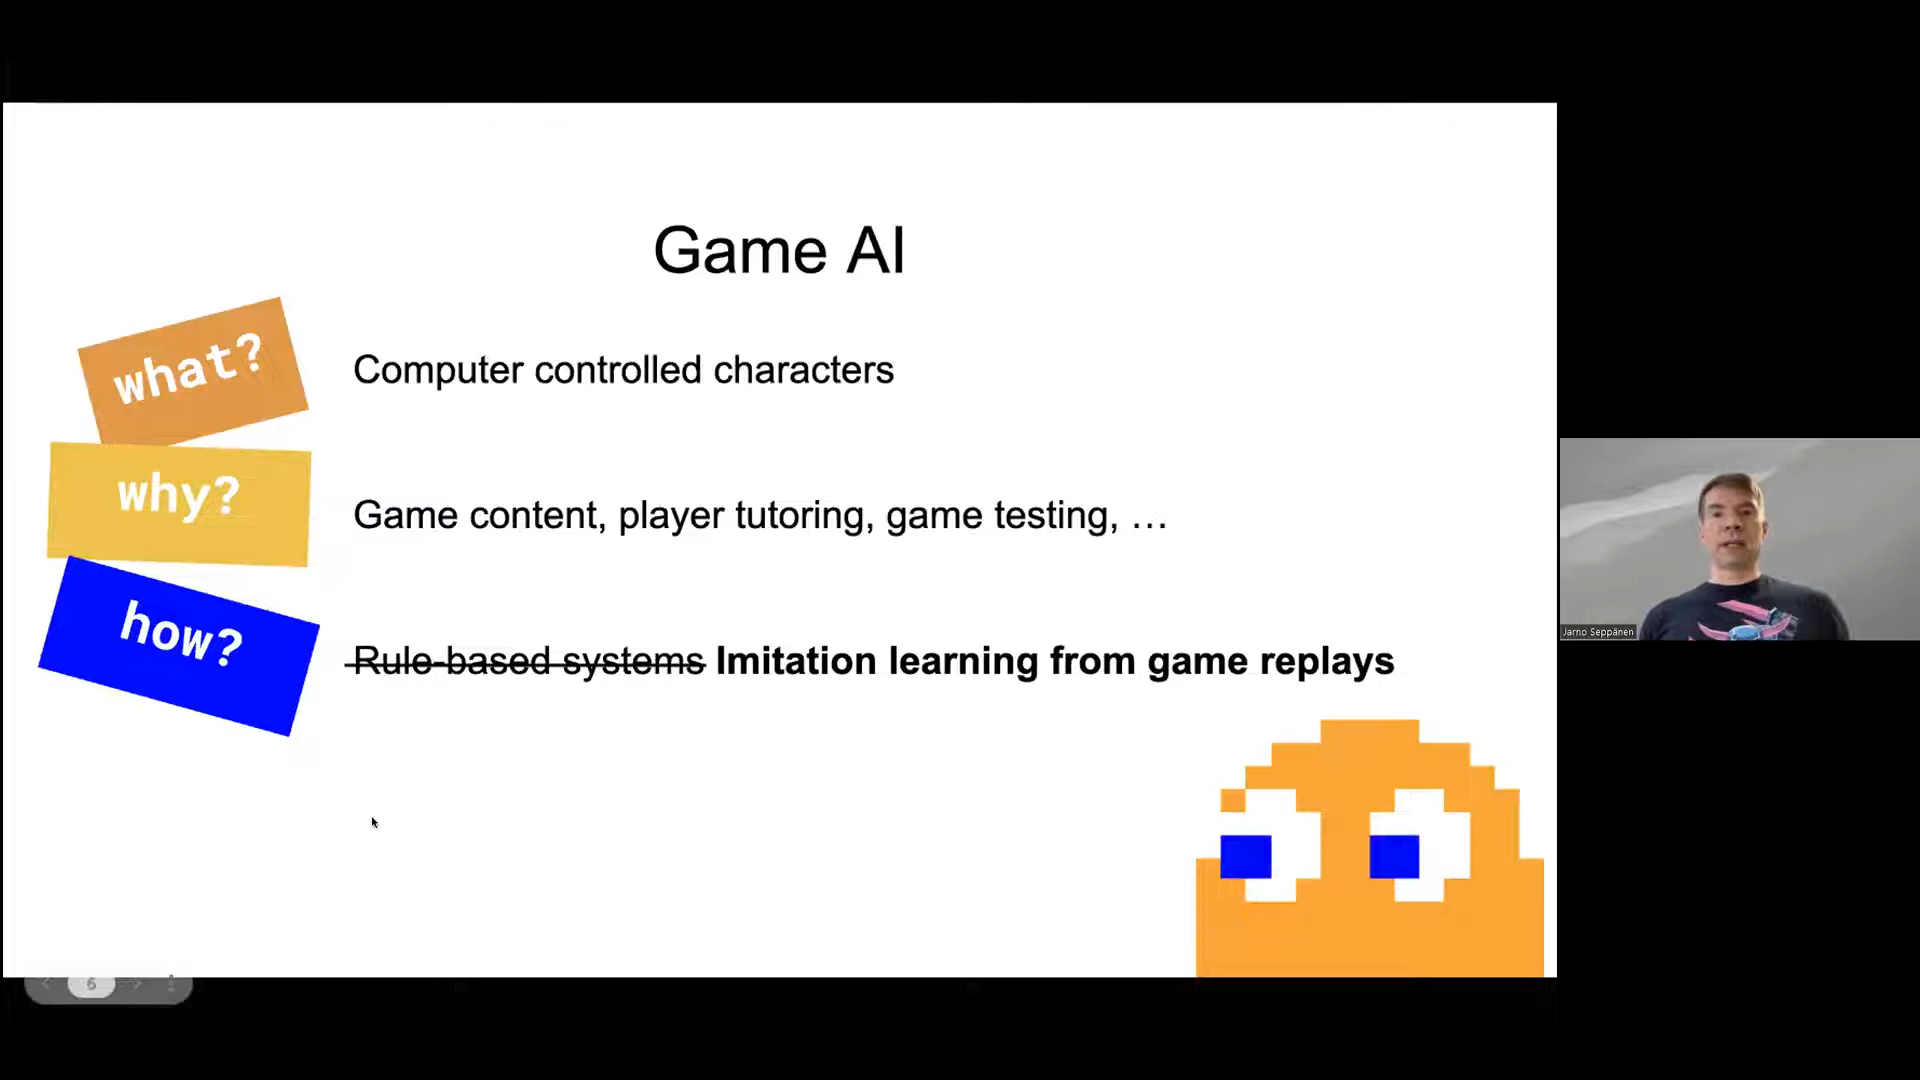 Game AI
what?
Computer controlled characters
why?
Game content, player tutoring, game testing, …
how?
Rule-based systems Imitation learning from game replays
Jarno Seppänen
6